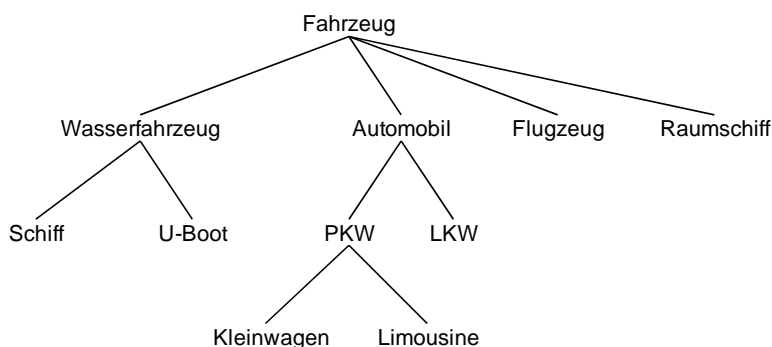 Fahrzeug
Wasserfahrzeug Automobil Flugzeug Raumschiff
Schiff U-Boot PKW LKW
Kleinwagen Limousine